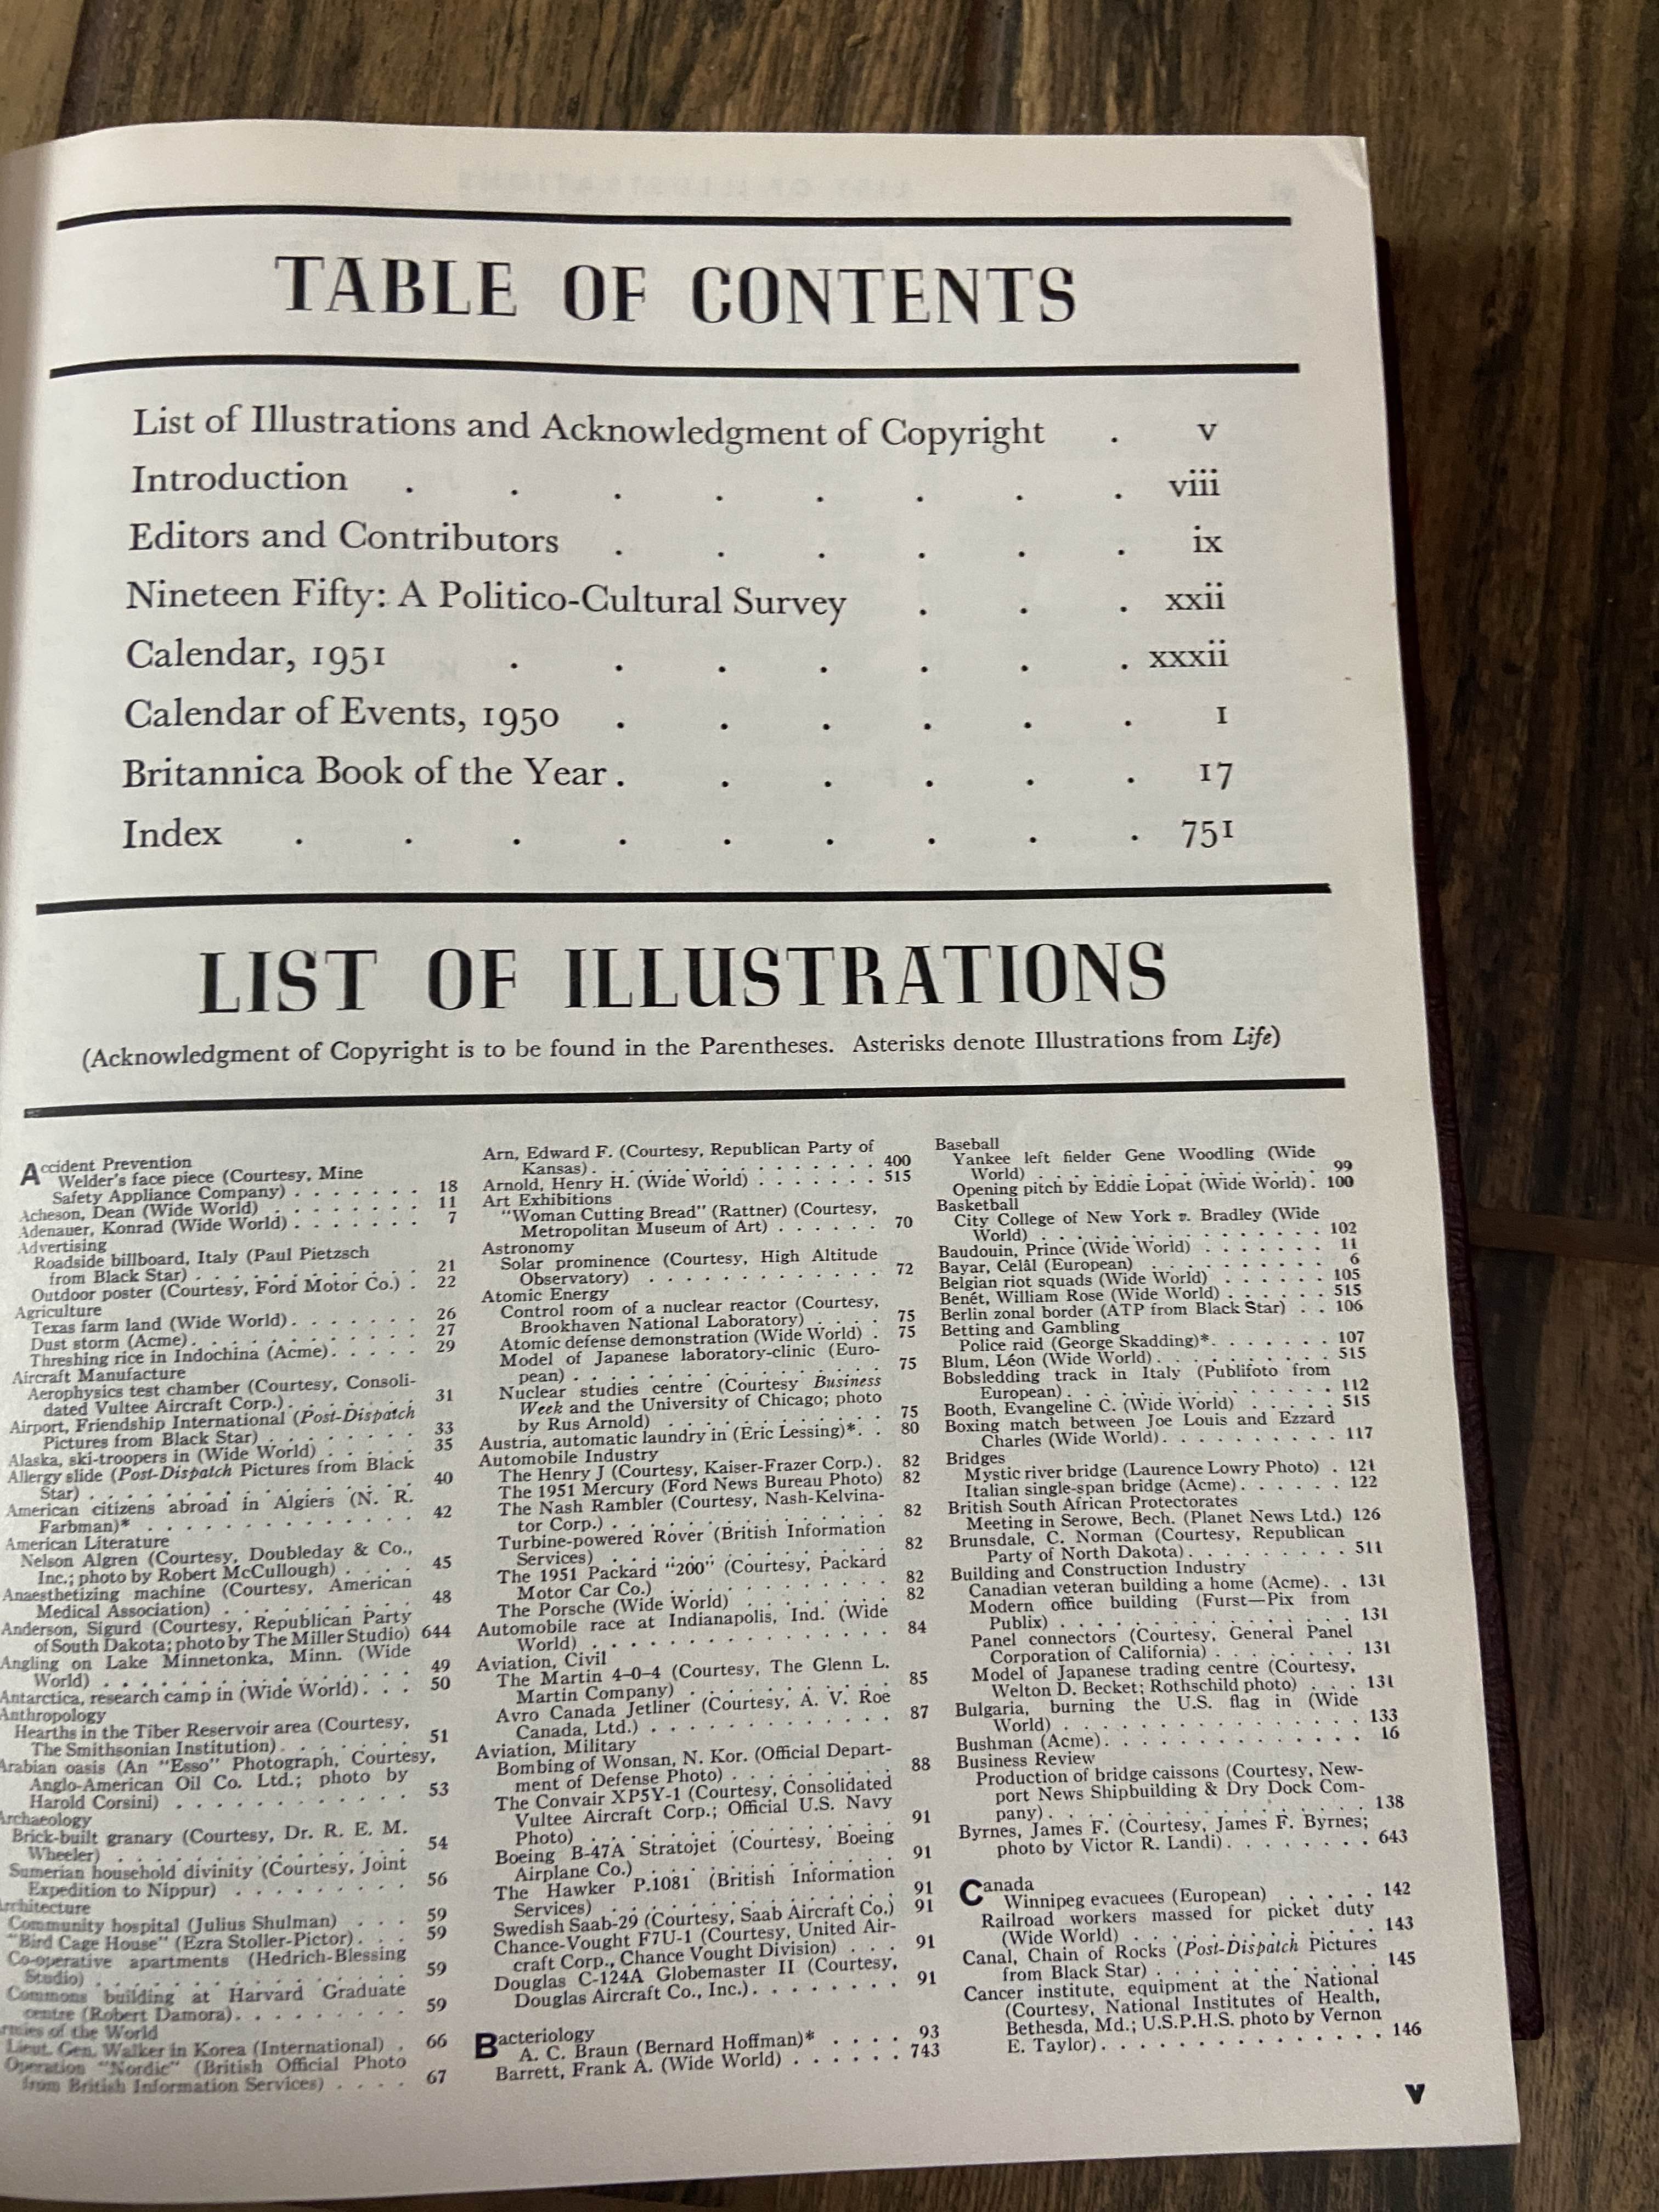 TABLE OF CONTENTS
List of Illustrations and Acknowledgment of Copyright . v
Introduction . . . . . . . . viii
Editors and Contributors . . . . . . ix
Nineteen Fifty: A Politico-Cultural Survey . . . xxii
Calendar, 1951 . . . . . . . xxxii
Calendar of Events, 1950 . . . . . . 1
Britannica Book of the Year . . . . . . 17
Index . . . . . . . . . 751
LIST OF ILLUSTRATIONS
(Acknowledgment of Copyright is to be found in the Parentheses. Asterisks denote Illustrations from Life)
Accident Prevention
Welder's face piece (Courtesy, Mine
Safety Appliance Company) . . . . . . . 18
Acheson, Dean (Wide World) . . . . . . . 11
Adenauer, Konrad (Wide World) . . . . . . . 7
Advertising
Roadside billboard, Italy (Paul Pietzsch
from Black Star) . . . . . . . . . . . 21
Outdoor poster (Courtesy, Ford Motor Co.) . 22
Agriculture
Texas farm land (Wide World) . . . . . . 26
Dust storm (Acme) . . . . . . . . . . . 27
Threshing rice in Indochina (Acme) . . . . . 29
Aircraft Manufacture
Aerophysics test chamber (Courtesy, Consoli-
dated Vultee Aircraft Corp.) . . . . . . 31
Airport, Friendship International (Post-Dispatch
Pictures from Black Star) . . . . . . . . 33
Alaska, ski-troopers in (Wide World) . . . . . 35
Allergy slide (Post-Dispatch Pictures from Black
Star) . . . . . . . . . . . . . . 40
American citizens abroad in Algiers (N. R.
Farbman)* . . . . . . . . . . . . 42
American Literature
Nelson Algren (Courtesy, Doubleday & Co.,
Inc.; photo by Robert McCullough) . . . . 45
Anaesthetizing machine (Courtesy, American
Medical Association) . . . . . . . . . 48
Anderson, Sigurd (Courtesy, Republican Party
of South Dakota; photo by The Miller Studio) 644
Angling on Lake Minnetonka, Minn. (Wide
World) . . . . . . . . . . . . . . 49
Antarctica, research camp in (Wide World) . . . 50
Anthropology
Hearths in the Tiber Reservoir area (Courtesy,
The Smithsonian Institution) . . . . . . 51
Arabian oasis (An "Esso" Photograph, Courtesy,
Anglo-American Oil Co. Ltd.; photo by
Harold Corsini) . . . . . . . . . . . 53
Archaeology
Brick-built granary (Courtesy, Dr. R. E. M.
Wheeler) . . . . . . . . . . . . . 54
Sumerian household divinity (Courtesy, Joint
Expedition to Nippur) . . . . . . . . 56
Architecture
Community hospital (Julius Shulman) . . . 59
"Bird Cage House" (Ezra Stoller-Pictor) . . . 59
Co-operative apartments (Hedrich-Blessing
Studio) . . . . . . . . . . . . . . 59
Commons building at Harvard Graduate
centre (Robert Damora) . . . . . . . . 59
Armies of the World
Lieut. Gen. Walker in Korea (International) . 66
Operation "Nordic" (British Official Photo
from British Information Services) . . . . 67
Arn, Edward F. (Courtesy, Republican Party of
Kansas) . . . . . . . . . . . . . . 400
Arnold, Henry H. (Wide World) . . . . . . . 515
Art Exhibitions
"Woman Cutting Bread" (Rattner) (Courtesy,
Metropolitan Museum of Art) . . . . . . 70
Astronomy
Solar prominence (Courtesy, High Altitude
Observatory) . . . . . . . . . . . 72
Atomic Energy
Control room of a nuclear reactor (Courtesy,
Brookhaven National Laboratory) . . . . 75
Atomic defense demonstration (Wide World) . 75
Model of Japanese laboratory-clinic (Euro-
pean) . . . . . . . . . . . . . . 75
Nuclear studies centre (Courtesy Business
Week and the University of Chicago; photo
by Rus Arnold) . . . . . . . . . . . 75
Austria, automatic laundry in (Eric Lessing)* . . 80
Automobile Industry
The Henry J (Courtesy, Kaiser-Frazer Corp.) . 82
The 1951 Mercury (Ford News Bureau Photo) 82
The Nash Rambler (Courtesy, Nash-Kelvina-
tor Corp.) . . . . . . . . . . . . . 82
Turbine-powered Rover (British Information
Services) . . . . . . . . . . . . . 82
The 1951 Packard "200" (Courtesy, Packard
Motor Car Co.) . . . . . . . . . . . 82
The Porsche (Wide World) . . . . . . . . 82
Automobile race at Indianapolis, Ind. (Wide
World) . . . . . . . . . . . . . . 84
Aviation, Civil
The Martin 4-0-4 (Courtesy, The Glenn L.
Martin Company) . . . . . . . . . . 85
Avro Canada Jetliner (Courtesy, A. V. Roe
Canada, Ltd.) . . . . . . . . . . . 87
Aviation, Military
Bombing of Wonsan, N. Kor. (Official Depart-
ment of Defense Photo) . . . . . . . . 88
The Convair XP5Y-1 (Courtesy, Consolidated
Vultee Aircraft Corp.; Official U.S. Navy
Photo) . . . . . . . . . . . . . . 91
Boeing B-47A Stratojet (Courtesy, Boeing
Airplane Co.) . . . . . . . . . . . . 91
The Hawker P.1081 (British Information
Services) . . . . . . . . . . . . . 91
Swedish Saab-29 (Courtesy, Saab Aircraft Co.) 91
Chance-Vought F7U-1 (Courtesy, United Air-
craft Corp., Chance Vought Division) . . . 91
Douglas C-124A Globemaster II (Courtesy,
Douglas Aircraft Co., Inc.) . . . . . . . 91
Bacteriology
A. C. Braun (Bernard Hoffman)* . . . . 93
Barrett, Frank A. (Wide World) . . . . . . 743
Baseball
Yankee left fielder Gene Woodling (Wide
World) . . . . . . . . . . . . . . 99
Opening pitch by Eddie Lopat (Wide World) . 100
Basketball
City College of New York v. Bradley (Wide
World) . . . . . . . . . . . . . . 102
Baudouin, Prince (Wide World) . . . . . . . 11
Bayar, Celâl (European) . . . . . . . . . 6
Belgian riot squads (Wide World) . . . . . . 105
Benét, William Rose (Wide World) . . . . . . 515
Berlin zonal border (ATP from Black Star) . . 106
Betting and Gambling
Police raid (George Skadding)* . . . . . . 107
Blum, Léon (Wide World) . . . . . . . . . 515
Bobsledding track in Italy (Publifoto from
European) . . . . . . . . . . . . . 112
Booth, Evangeline C. (Wide World) . . . . . 515
Boxing match between Joe Louis and Ezzard
Charles (Wide World) . . . . . . . . . 117
Bridges
Mystic river bridge (Laurence Lowry Photo) . 121
Italian single-span bridge (Acme) . . . . . . 122
British South African Protectorates
Meeting in Serowe, Bech. (Planet News Ltd.) 126
Brunsdale, C. Norman (Courtesy, Republican
Party of North Dakota) . . . . . . . . 511
Building and Construction Industry
Canadian veteran building a home (Acme) . . 131
Modern office building (Furst—Pix from
Publix) . . . . . . . . . . . . . . 131
Panel connectors (Courtesy, General Panel
Corporation of California) . . . . . . . 131
Model of Japanese trading centre (Courtesy,
Welton D. Becket; Rothschild photo) . . . 131
Bulgaria, burning the U.S. flag in (Wide
World) . . . . . . . . . . . . . . 133
Bushman (Acme) . . . . . . . . . . . . . 16
Business Review
Production of bridge caissons (Courtesy, New-
port News Shipbuilding & Dry Dock Com-
pany) . . . . . . . . . . . . . . 138
Byrnes, James F. (Courtesy, James F. Byrnes;
photo by Victor R. Landi) . . . . . . . . 643
Canada
Winnipeg evacuees (European) . . . . . 142
Railroad workers massed for picket duty
(Wide World) . . . . . . . . . . . 143
Canal, Chain of Rocks (Post-Dispatch Pictures
from Black Star) . . . . . . . . . . . 145
Cancer institute, equipment at the National
(Courtesy, National Institutes of Health,
Bethesda, Md.; U.S.P.H.S. photo by Vernon
E. Taylor) . . . . . . . . . . . . . 146
v